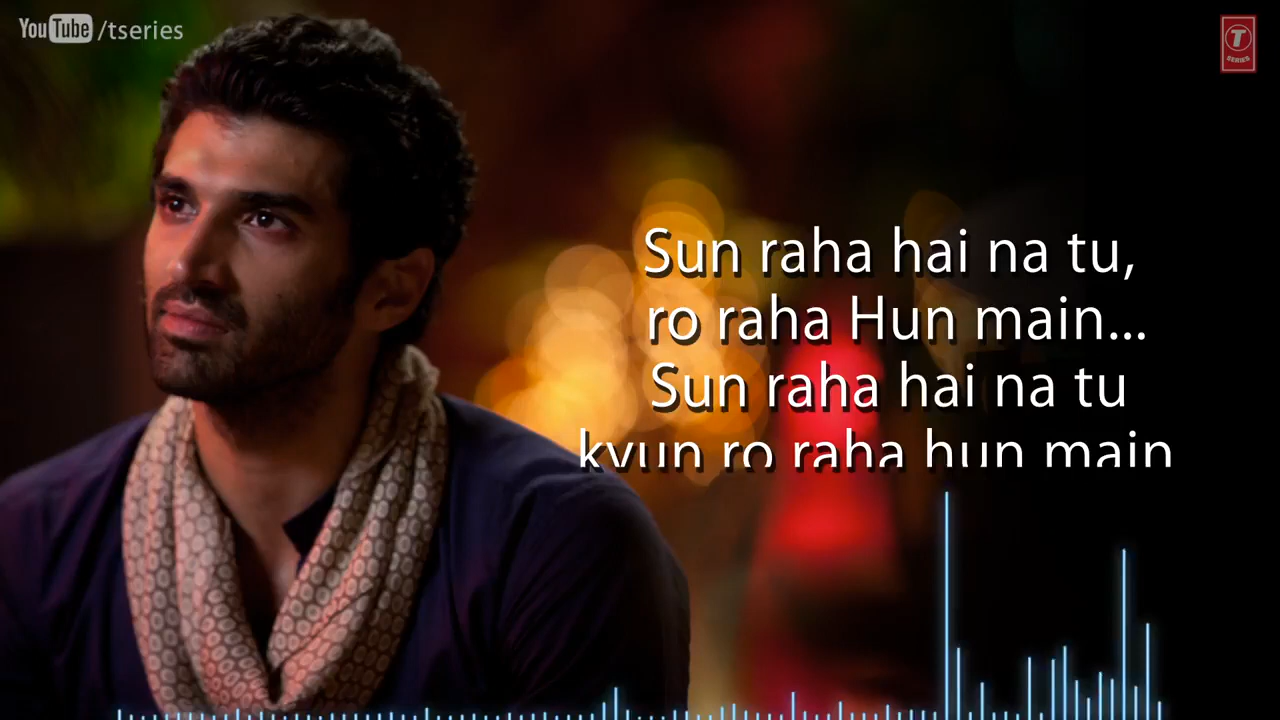 YouTube /tseries
T
SERIES
Sun raha hai na tu,
ro raha Hun main...
Sun raha hai na tu
kyun ro raha hun main